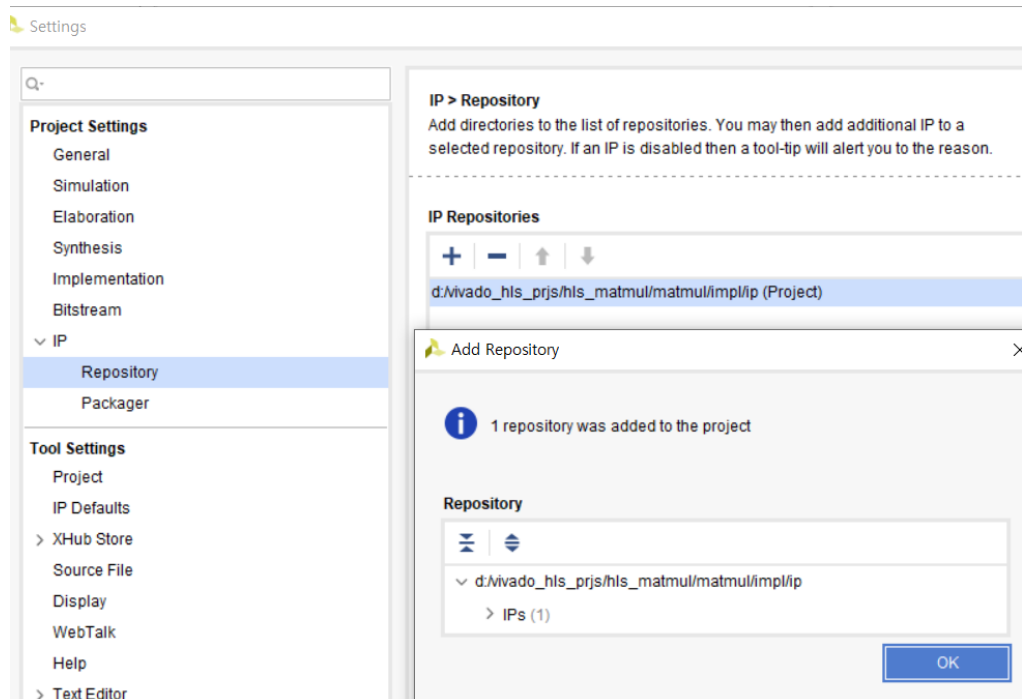 Settings
Project Settings
General
Simulation
Elaboration
Synthesis
Implementation
Bitstream
IP
Repository
Packager
Tool Settings
Project
IP Defaults
XHub Store
Source File
Display
WebTalk
Help
Text Editor
IP > Repository
Add directories to the list of repositories. You may then add additional IP to a
selected repository. If an IP is disabled then a tool-tip will alert you to the reason.
IP Repositories
d:/vivado_hls_prjs/hls_matmul/matmul/impl/ip (Project)
Add Repository
1 repository was added to the project
Repository
d:/vivado_hls_prjs/hls_matmul/matmul/impl/ip
IPs (1)
OK